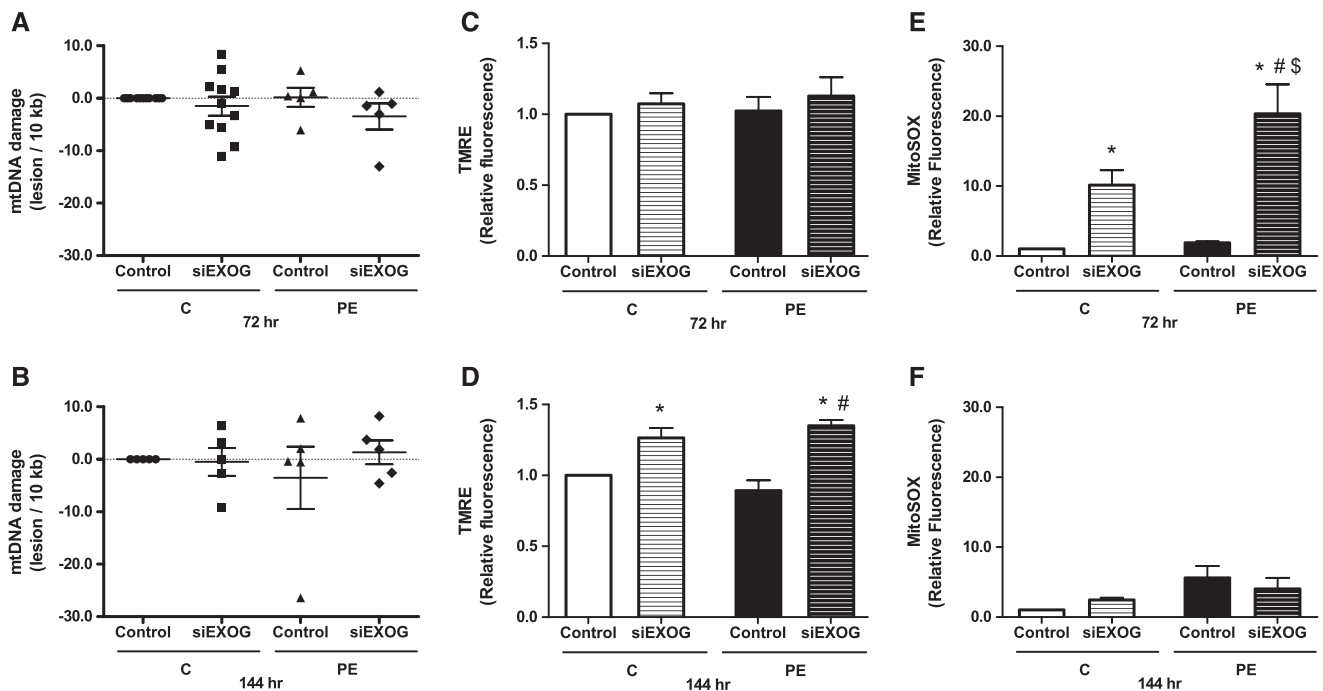 A
mtDNA damage
(lesion / 10 kb)
10.0
0.0
-10.0
-20.0
-30.0
Control siEXOG Control siEXOG
C PE
72 hr
C
TMRE
(Relative fluorescence)
1.5
1.0
0.5
0.0
Control siEXOG Control siEXOG
C PE
72 hr
E
MitoSOX
(Relative Fluorescence)
30.0
20.0
10.0
0.0
*
* # $
Control siEXOG Control siEXOG
C PE
72 hr
B
mtDNA damage
(lesion / 10 kb)
10.0
0.0
-10.0
-20.0
-30.0
Control siEXOG Control siEXOG
C PE
144 hr
D
TMRE
(Relative fluorescence)
1.5
1.0
0.5
0.0
*
* #
Control siEXOG Control siEXOG
C PE
144 hr
F
MitoSOX
(Relative Fluorescence)
30.0
20.0
10.0
0.0
Control siEXOG Control siEXOG
C PE
144 hr